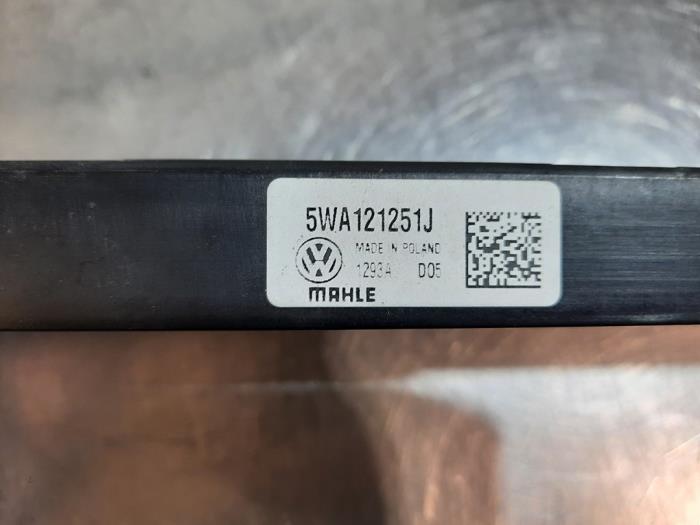 5WA121251J
MADE IN POLAND
1293A D05
MAHLE